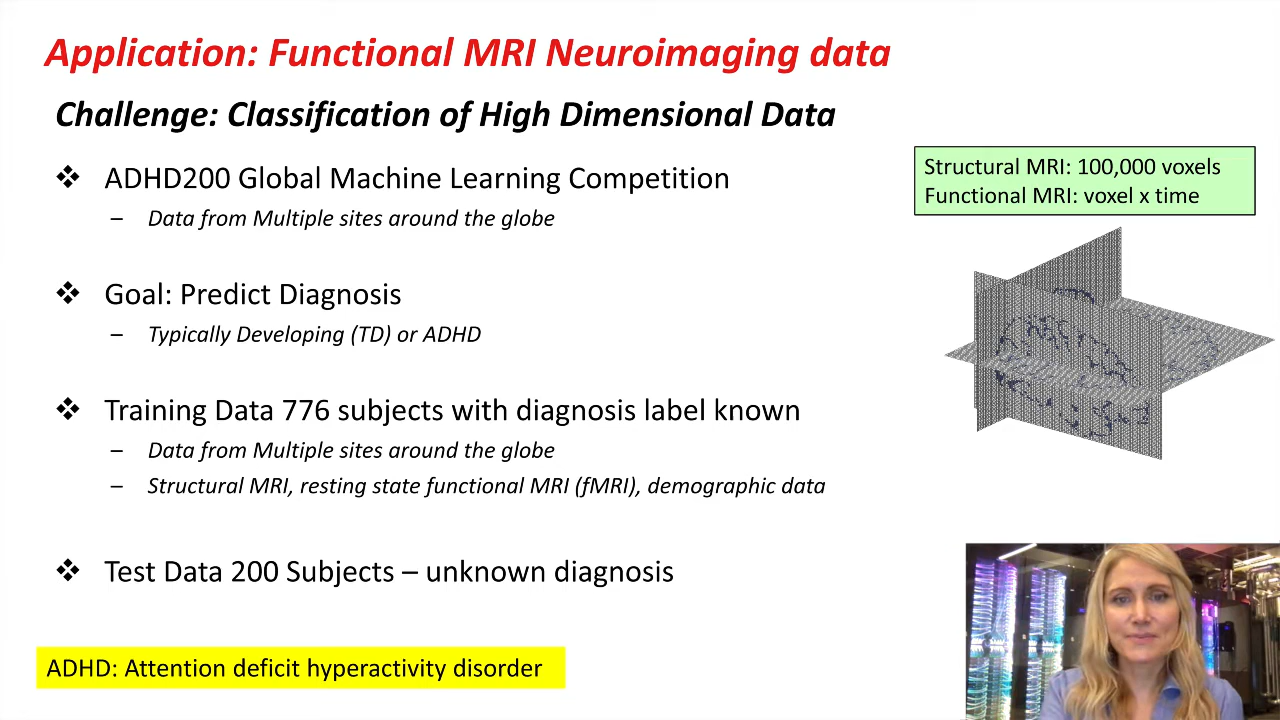 Application: Functional MRI Neuroimaging data
Challenge: Classification of High Dimensional Data
❖ ADHD200 Global Machine Learning Competition
– Data from Multiple sites around the globe
❖ Goal: Predict Diagnosis
– Typically Developing (TD) or ADHD
❖ Training Data 776 subjects with diagnosis label known
– Data from Multiple sites around the globe
– Structural MRI, resting state functional MRI (fMRI), demographic data
❖ Test Data 200 Subjects – unknown diagnosis
ADHD: Attention deficit hyperactivity disorder
Structural MRI: 100,000 voxels
Functional MRI: voxel x time